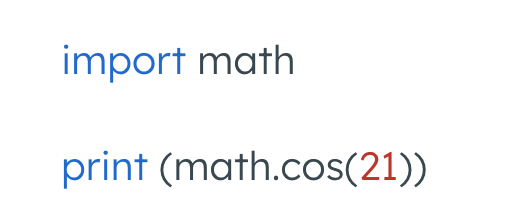 import math
print (math.cos(21))